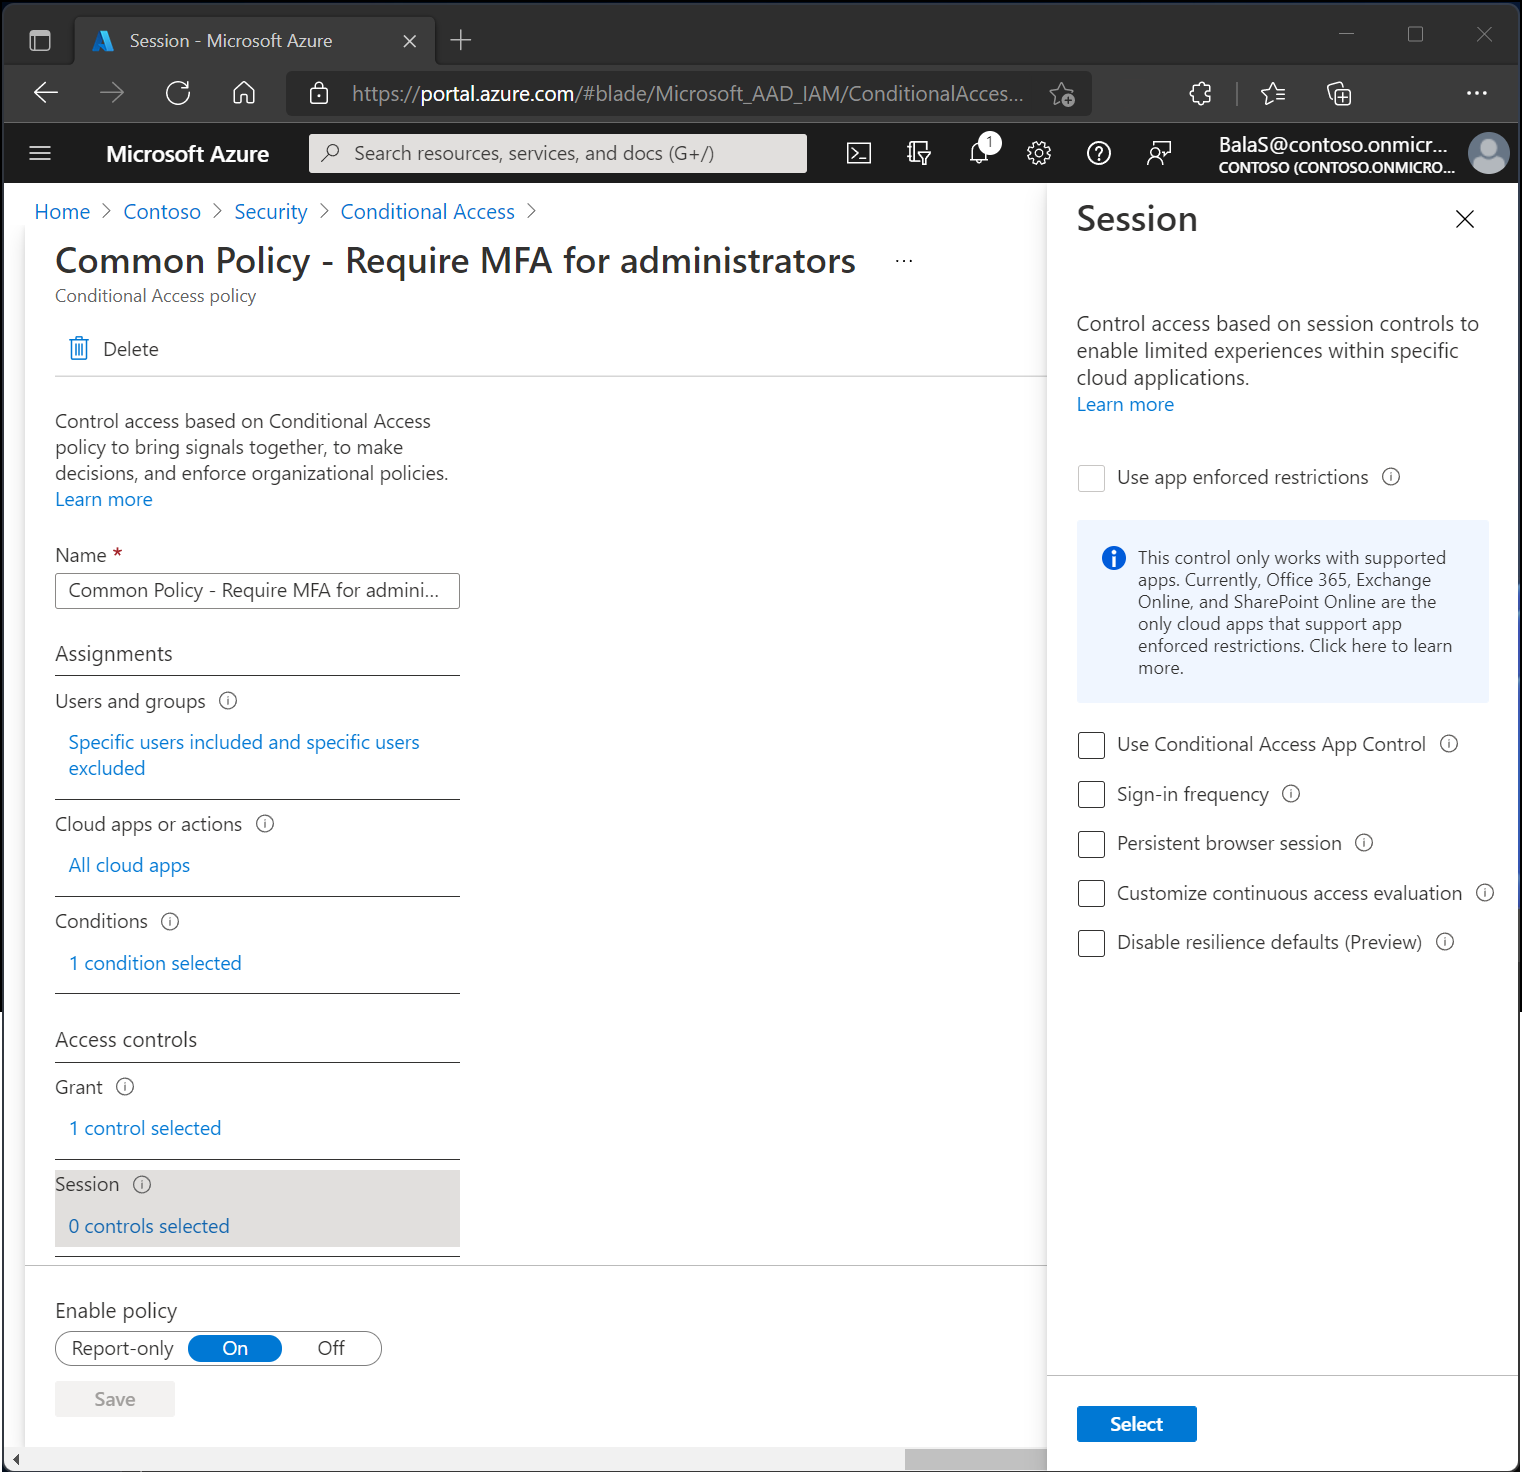 Session - Microsoft Azure
https://portal.azure.com/#blade/Microsoft_AAD_IAM/ConditionalAcces...
Microsoft Azure
Search resources, services, and docs (G+/)
1
BalaS@contoso.onmicr...
CONTOSO (CONTOSO.ONMICRO...
Home > Contoso > Security > Conditional Access >
Common Policy - Require MFA for administrators ...
Conditional Access policy
Delete
Control access based on Conditional Access
policy to bring signals together, to make
decisions, and enforce organizational policies.
Learn more
Name *
Common Policy - Require MFA for admini...
Assignments
Users and groups
Specific users included and specific users
excluded
Cloud apps or actions
All cloud apps
Conditions
1 condition selected
Access controls
Grant
1 control selected
Session
0 controls selected
Enable policy
Report-only On Off
Save
Session
Control access based on session controls to
enable limited experiences within specific
cloud applications.
Learn more
Use app enforced restrictions
This control only works with supported
apps. Currently, Office 365, Exchange
Online, and SharePoint Online are the
only cloud apps that support app
enforced restrictions. Click here to learn
more.
Use Conditional Access App Control
Sign-in frequency
Persistent browser session
Customize continuous access evaluation
Disable resilience defaults (Preview)
Select